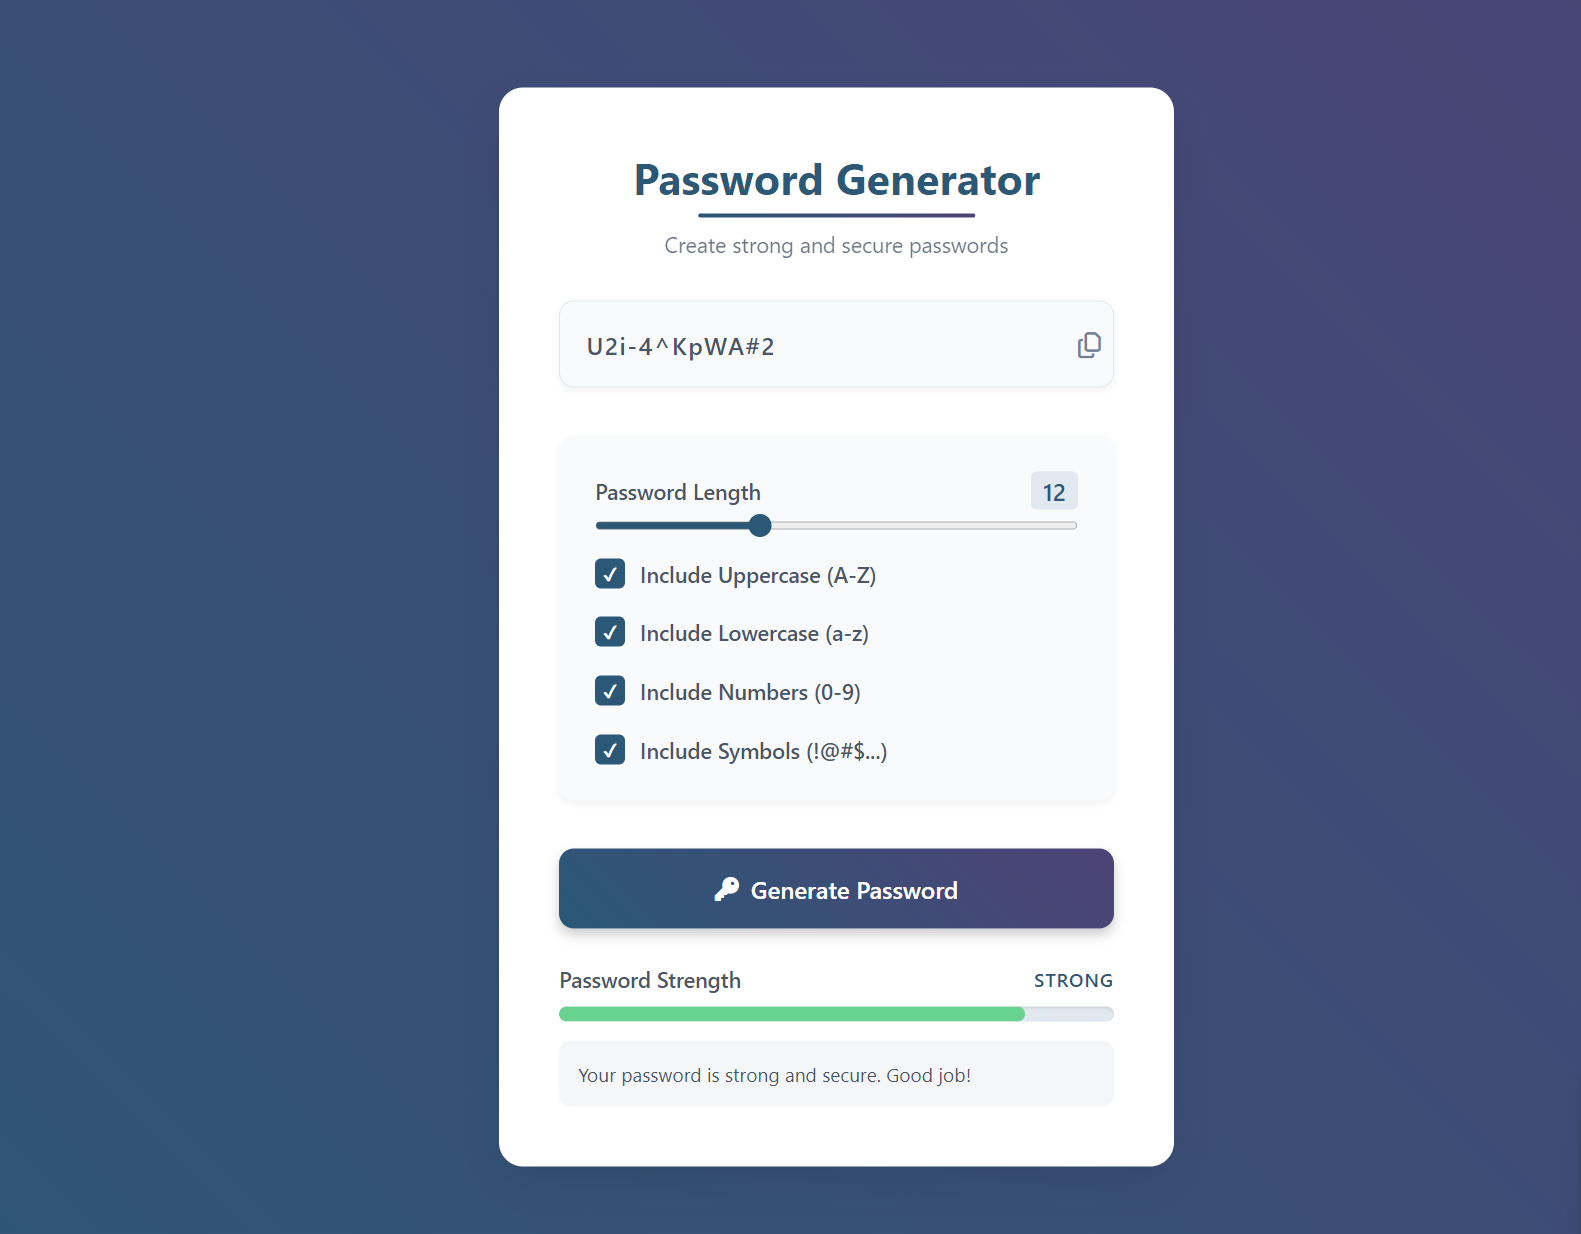 Password Generator
Create strong and secure passwords
U2i-4^KpWA#2
Password Length 12
Include Uppercase (A-Z)
Include Lowercase (a-z)
Include Numbers (0-9)
Include Symbols (!@#$...)
Generate Password
Password Strength STRONG
Your password is strong and secure. Good job!